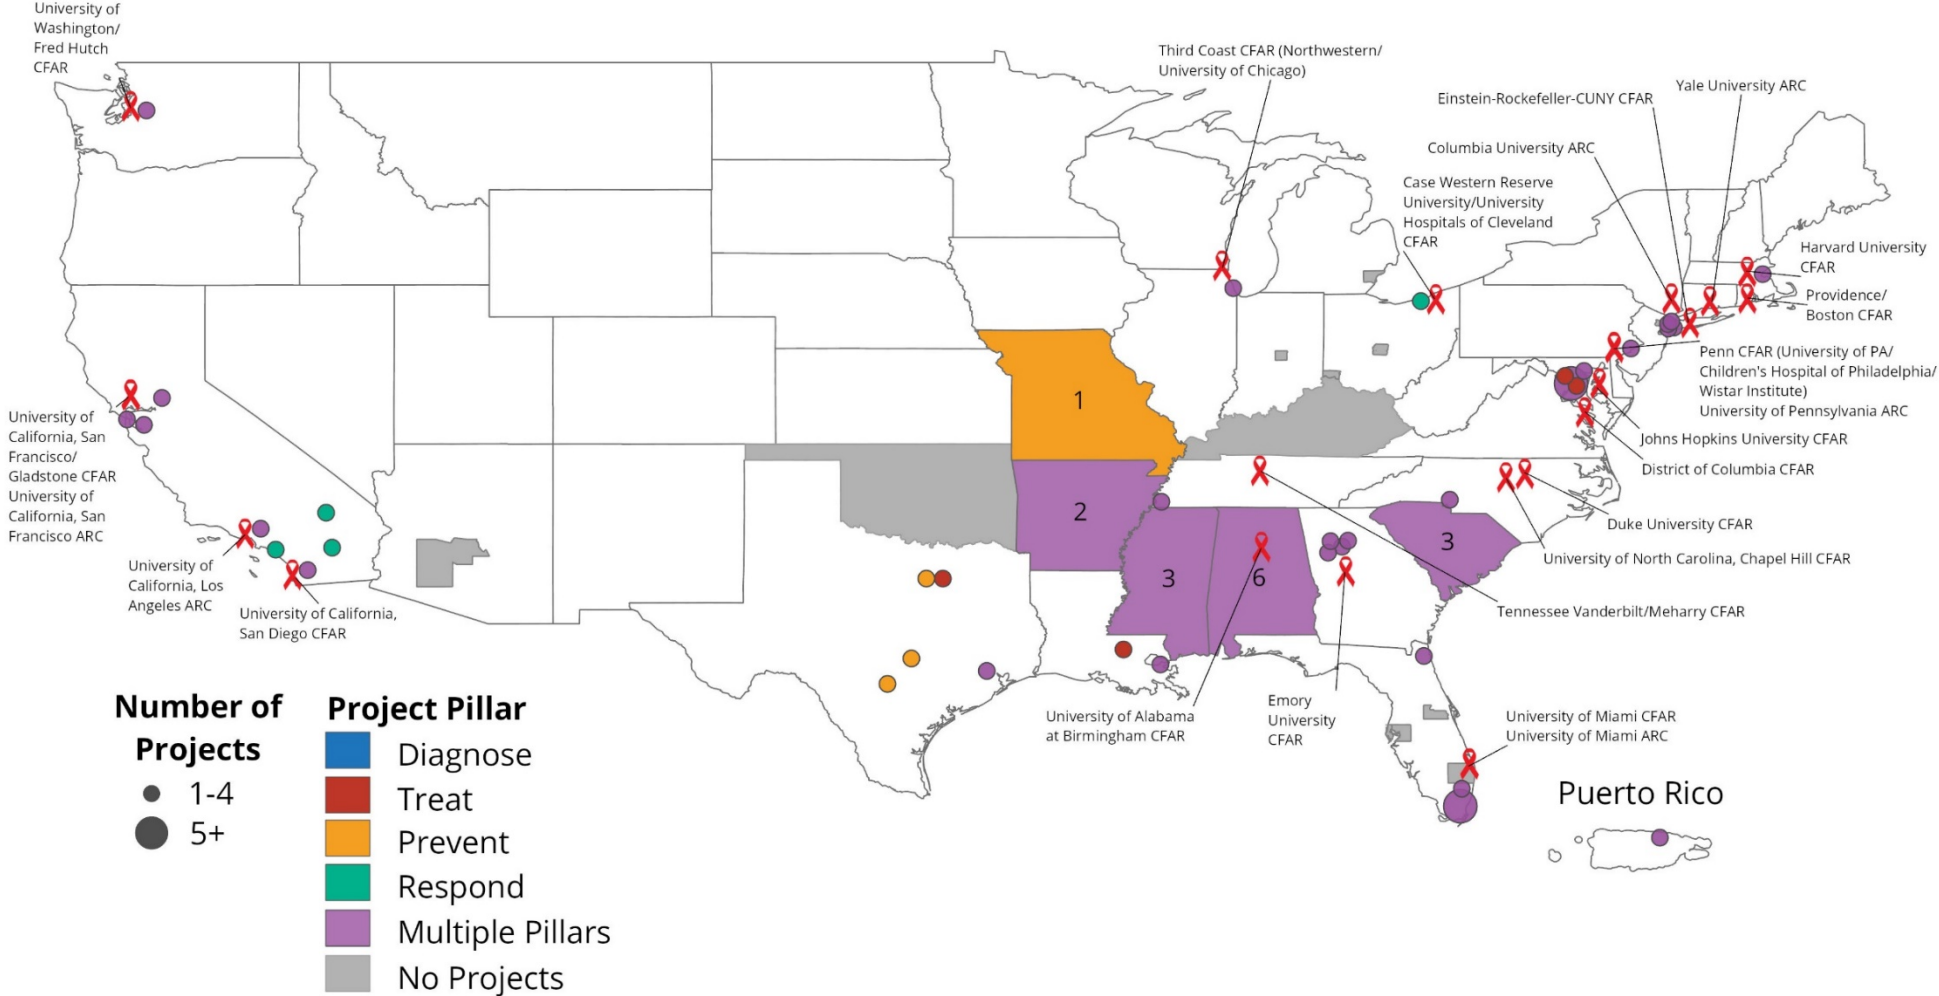 University of
Washington/
Fred Hutch
CFAR
Third Coast CFAR (Northwestern/
University of Chicago)
Yale University ARC
Einstein-Rockefeller-CUNY CFAR
Columbia University ARC
Case Western Reserve
University/University
Hospitals of Cleveland
CFAR
Harvard University
CFAR
Providence/
Boston CFAR
Penn CFAR (University of PA/
Children's Hospital of Philadelphia/
Wistar Institute)
University of Pennsylvania ARC
Johns Hopkins University CFAR
District of Columbia CFAR
Duke University CFAR
University of North Carolina, Chapel Hill CFAR
Tennessee Vanderbilt/Meharry CFAR
1
2
3
6
3
University of
California, San
Francisco/
Gladstone CFAR
University of
California, San
Francisco ARC
University of
California, Los
Angeles ARC
University of California,
San Diego CFAR
University of Alabama
at Birmingham CFAR
Emory
University
CFAR
University of Miami CFAR
University of Miami ARC
Puerto Rico
Number of
Projects
1-4
5+
Project Pillar
Diagnose
Treat
Prevent
Respond
Multiple Pillars
No Projects